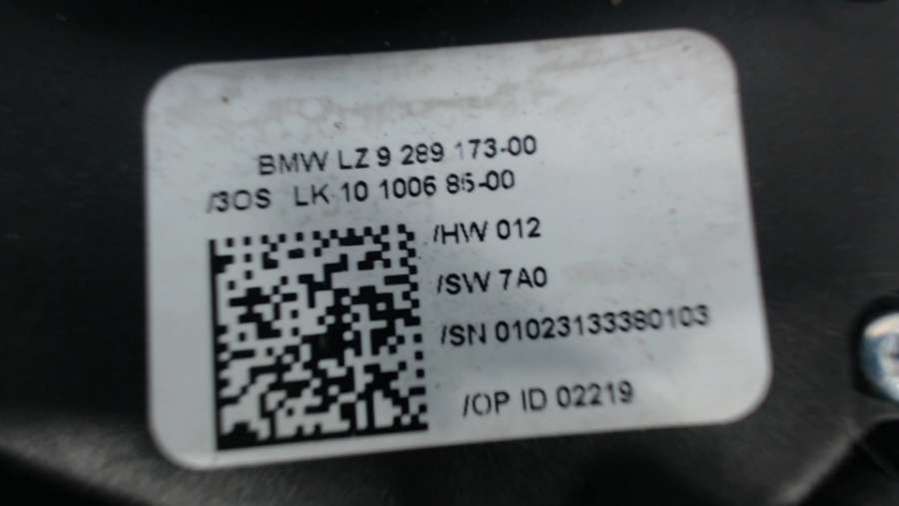 BMW LZ 9 289 173-00
/3OS LK 10 1006 86-00
/HW 012
/SW 7A0
/SN 01023133380103
/OP ID 02219